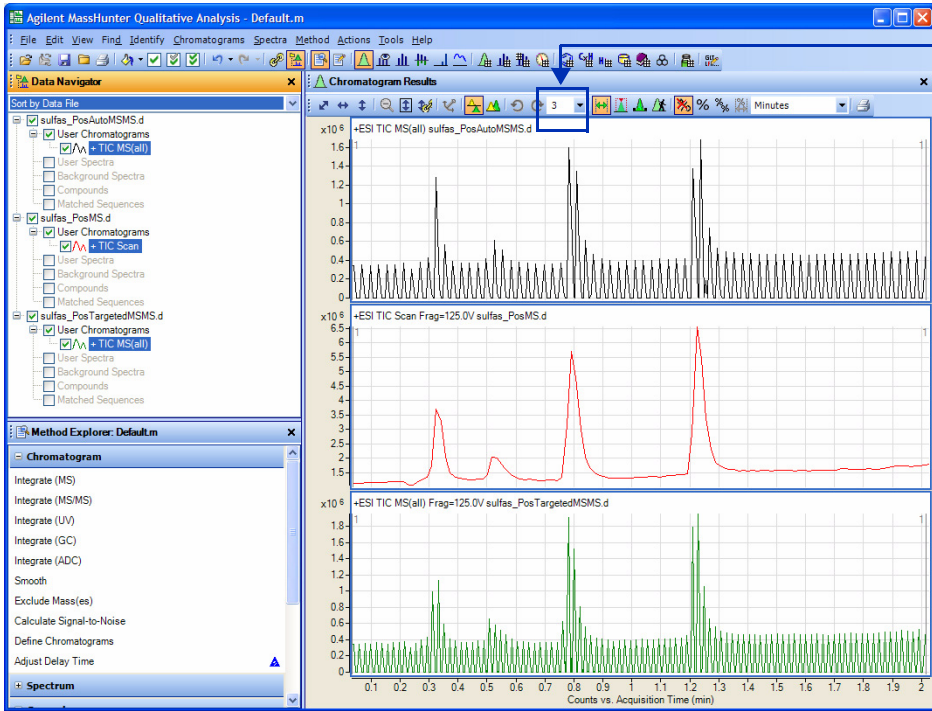 Agilent MassHunter Qualitative Analysis - Default.m
File Edit View Find Identify Chromatograms Spectra Method Actions Tools Help
Data Navigator
Sort by Data File
sulfas_PosAutoMSMS.d
User Chromatograms
+ TIC MS(all)
User Spectra
Background Spectra
Compounds
Matched Sequences
sulfas_PosMS.d
User Chromatograms
+ TIC Scan
User Spectra
Background Spectra
Compounds
Matched Sequences
sulfas_PosTargetedMSMS.d
User Chromatograms
+ TIC MS(all)
User Spectra
Background Spectra
Compounds
Matched Sequences
Method Explorer: Default.m
Chromatogram
Integrate (MS)
Integrate (MS/MS)
Integrate (UV)
Integrate (GC)
Integrate (ADC)
Smooth
Exclude Mass(es)
Calculate Signal-to-Noise
Define Chromatograms
Adjust Delay Time
Spectrum
Chromatogram Results
3 Minutes
x10 6 +ESI TIC MS(all) sulfas_PosAutoMSMS.d
1 1
1.6
1.4
1.2
1
0.8
0.6
0.4
0.2
0
x10 6 +ESI TIC Scan Frag=125.0V sulfas_PosMS.d
1 1
6.5
6
5.5
5
4.5
4
3.5
3
2.5
2
1.5
x10 6 +ESI TIC MS(all) Frag=125.0V sulfas_PosTargetedMSMS.d
1 1
1.8
1.6
1.4
1.2
1
0.8
0.6
0.4
0.2
0
0.1 0.2 0.3 0.4 0.5 0.6 0.7 0.8 0.9 1 1.1 1.2 1.3 1.4 1.5 1.6 1.7 1.8 1.9 2
Counts vs. Acquisition Time (min)